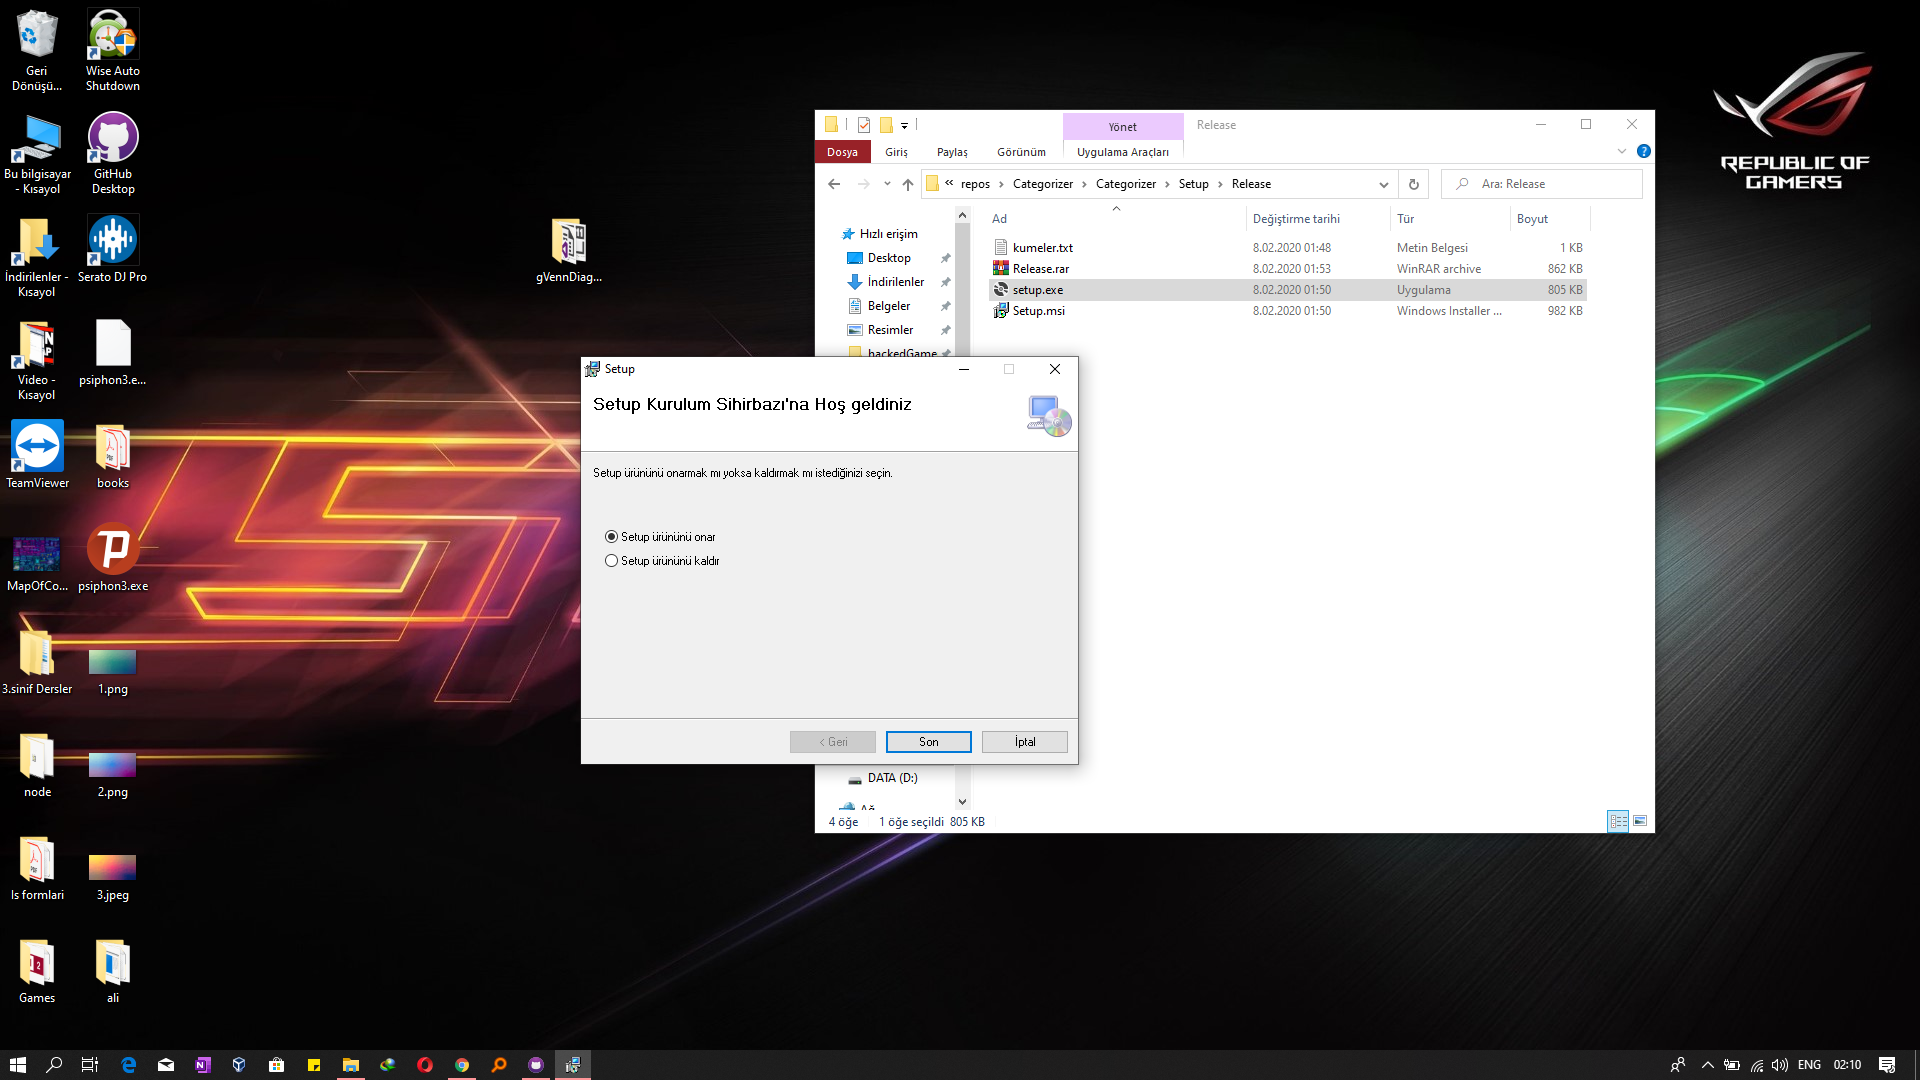 Geri
Dönüşü...
Wise Auto
Shutdown
Bu bilgisayar
- Kısayol
GitHub
Desktop
İndirilenler -
Kısayol
Serato DJ Pro
Video -
Kısayol
psiphon3.e...
TeamViewer
books
MapOfCo...
psiphon3.exe
3.sinif Dersler
1.png
node
2.png
Is formlari
3.jpeg
Games
ali
gVennDiag...
REPUBLIC OF
GAMERS
Yönet
Release
Dosya
Giriş
Paylaş
Görünüm
Uygulama Araçları
« repos > Categorizer > Categorizer > Setup > Release
Ara: Release
Hızlı erişim
Desktop
İndirilenler
Belgeler
Resimler
hackedGame
DATA (D:)
Ağ
Ad Değiştirme tarihi Tür Boyut
kumeler.txt 8.02.2020 01:48 Metin Belgesi 1 KB
Release.rar 8.02.2020 01:53 WinRAR archive 862 KB
setup.exe 8.02.2020 01:50 Uygulama 805 KB
Setup.msi 8.02.2020 01:50 Windows Installer ... 982 KB
4 öğe 1 öğe seçildi 805 KB
Setup
Setup Kurulum Sihirbazı'na Hoş geldiniz
Setup ürününü onarmak mı yoksa kaldırmak mı istediğinizi seçin.
Setup ürününü onar
Setup ürününü kaldır
< Geri
Son
İptal
ENG
02:10